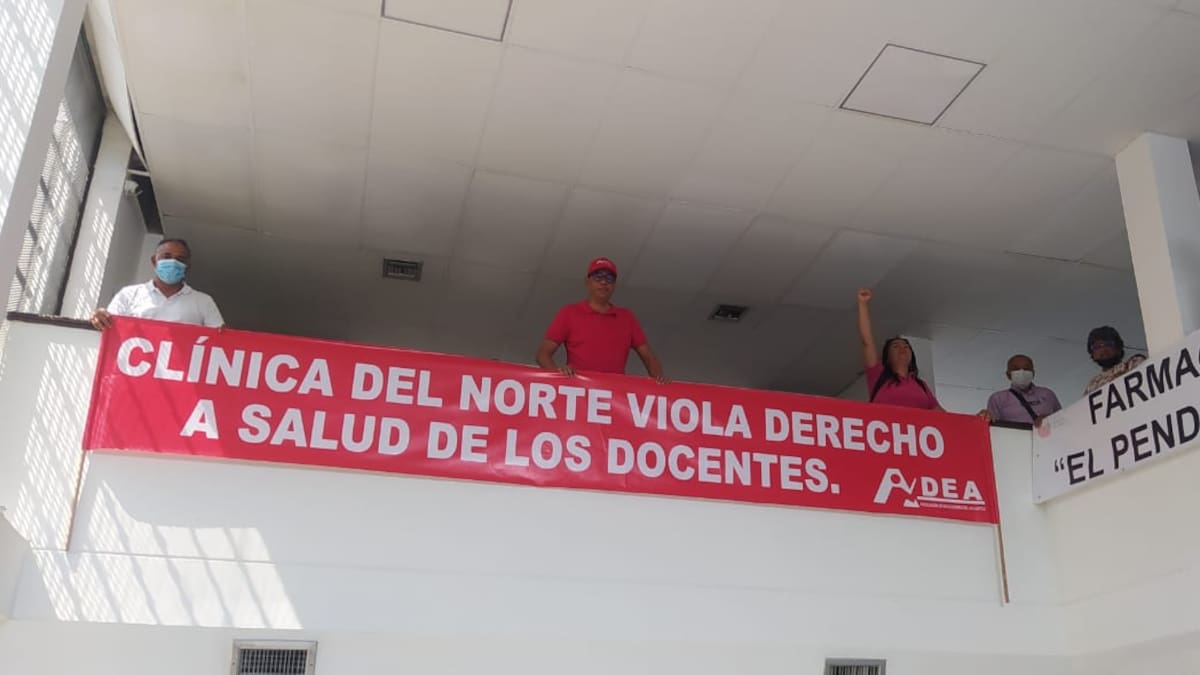 CLÍNICA DEL NORTE VIOLA DERECHO
A SALUD DE LOS DOCENTES.
ADEA
FARMAC
“EL PEND